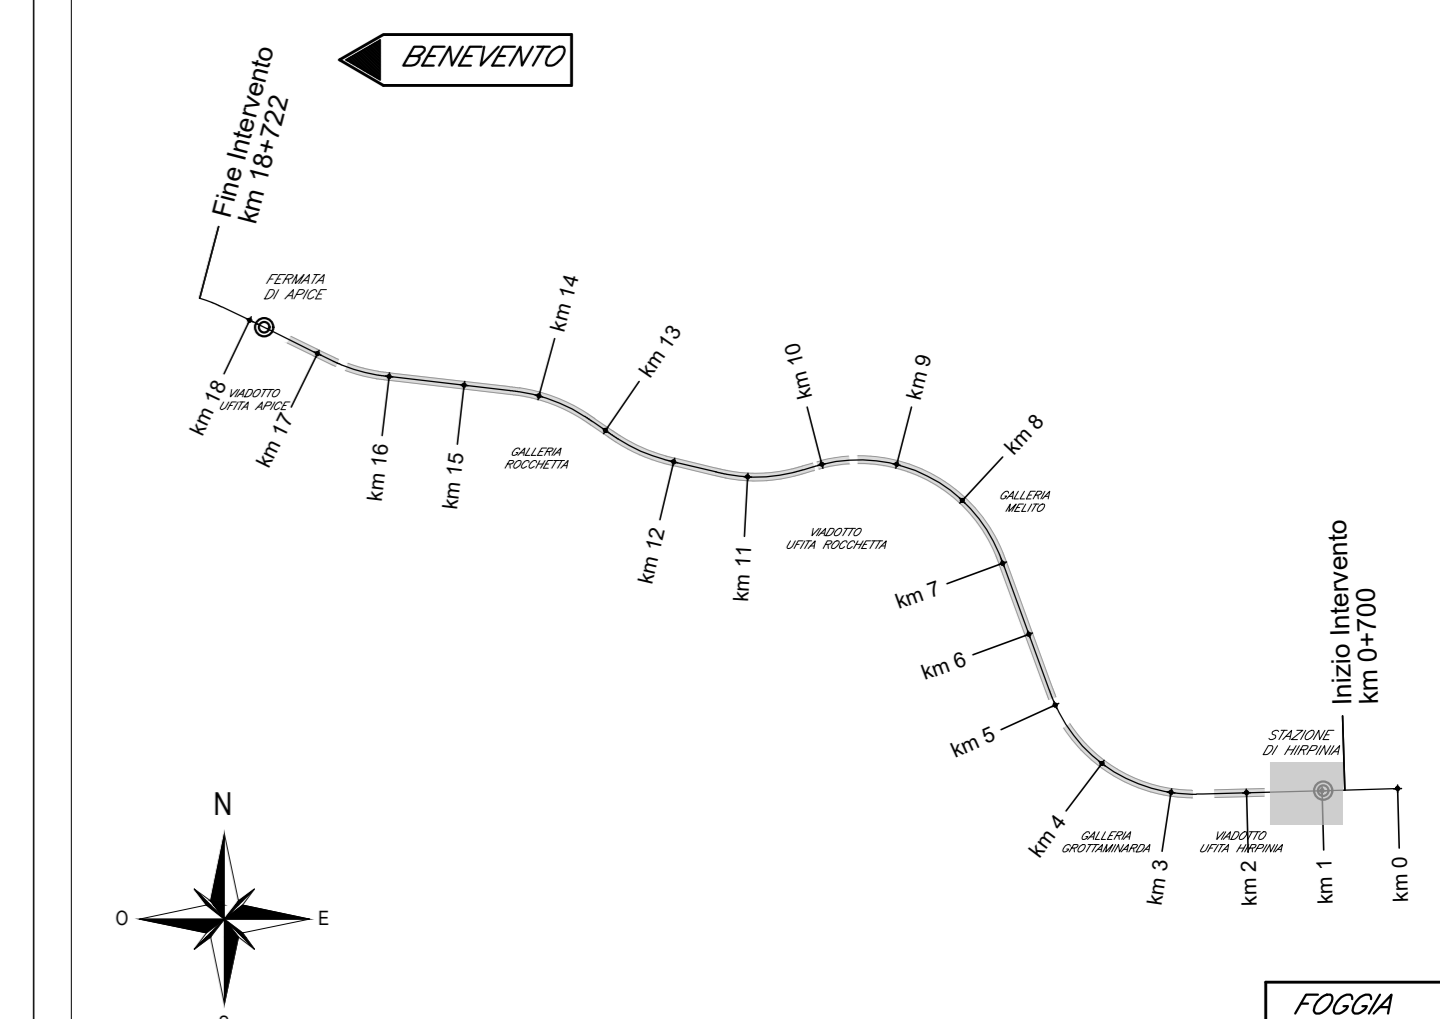 BENEVENTO
Fine Intervento
km 18+722
FERMATA
DI APICE
km 18
VIADOTTO
UFITA APICE
km 17
km 16
km 15
km 14
GALLERIA
ROCCHETTA
km 13
km 12
km 11
km 10
VIADOTTO
UFITA ROCCHETTA
km 9
km 8
GALLERIA
MELITO
km 7
km 6
km 5
km 4
GALLERIA
GROTTAMINARDA
km 3
VIADOTTO
UFITA HIRPINIA
km 2
STAZIONE
DI HIRPINIA
km 1
Inizio Intervento
km 0+700
km 0
N
O
E
FOGGIA